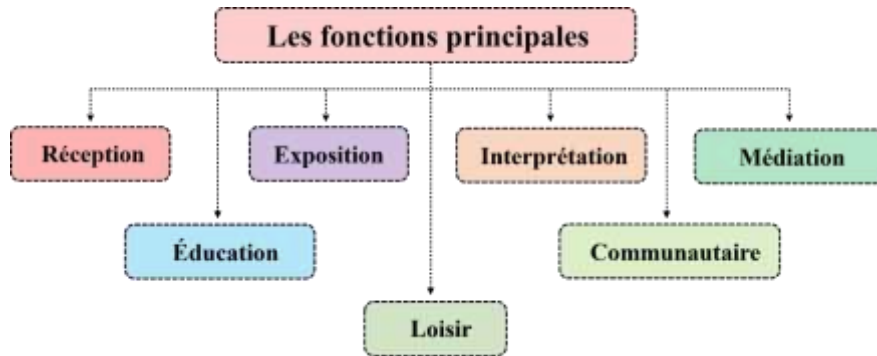 Les fonctions principales
Réception
Exposition
Interprétation
Médiation
Éducation
Communautaire
Loisir